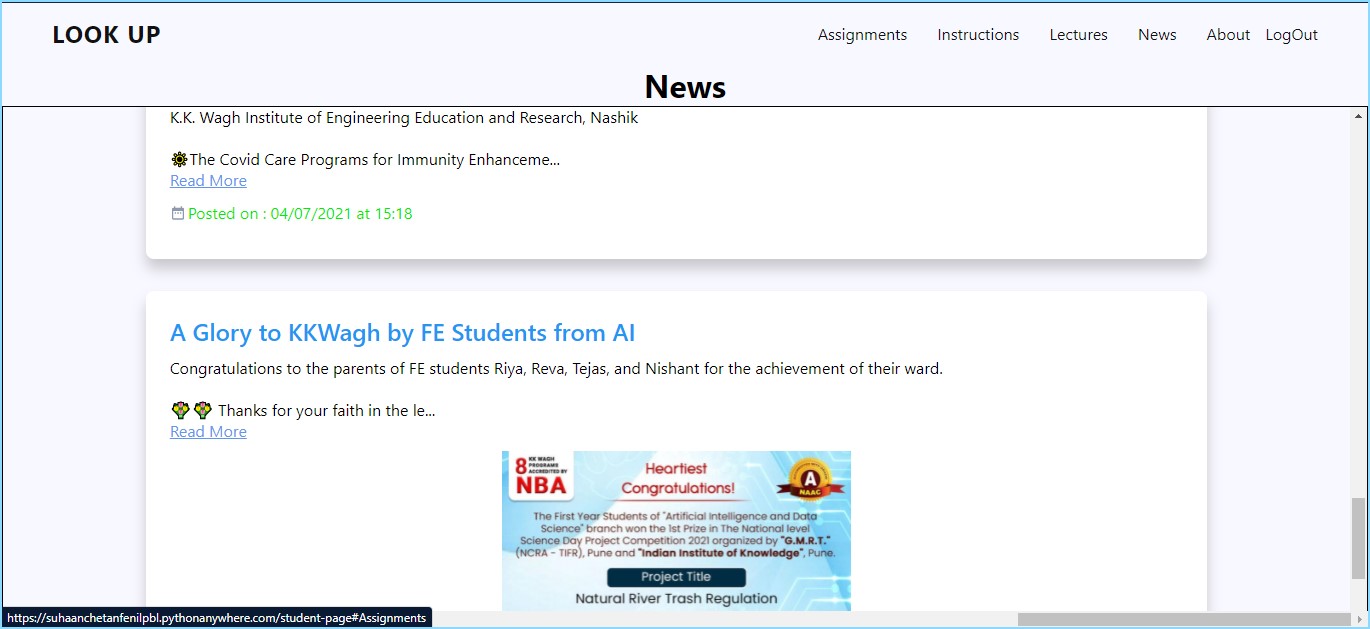 LOOK UP
Assignments Instructions Lectures News About LogOut
News
K.K. Wagh Institute of Engineering Education and Research, Nashik
The Covid Care Programs for Immunity Enhanceme...
Read More
Posted on : 04/07/2021 at 15:18
A Glory to KKWagh by FE Students from AI
Congratulations to the parents of FE students Riya, Reva, Tejas, and Nishant for the achievement of their ward.
Thanks for your faith in the le...
Read More
8 KK WAGH
PROGRAMS
ACCREDITED BY
NBA
Heartiest
Congratulations!
A
NAAC
The First Year Students of "Artificial Intelligence and Data
Science" branch won the 1st Prize in The National level
Science Day Project Competition 2021 organized by "G.M.R.T."
(NCRA - TIFR), Pune and "Indian Institute of Knowledge", Pune.
Project Title
Natural River Trash Regulation
https://suhaanchetanfenilpbl.pythonanywhere.com/student-page#Assignments